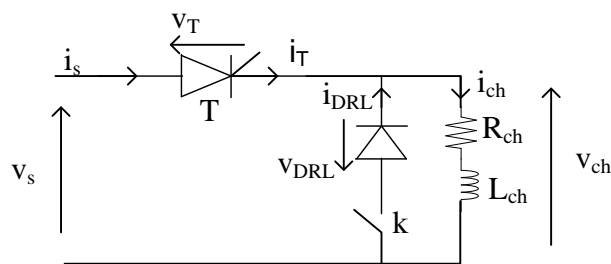 v_T
i_s
i_T
T
i_DRL
i_ch
R_ch
v_s
v_DRL
v_ch
L_ch
k